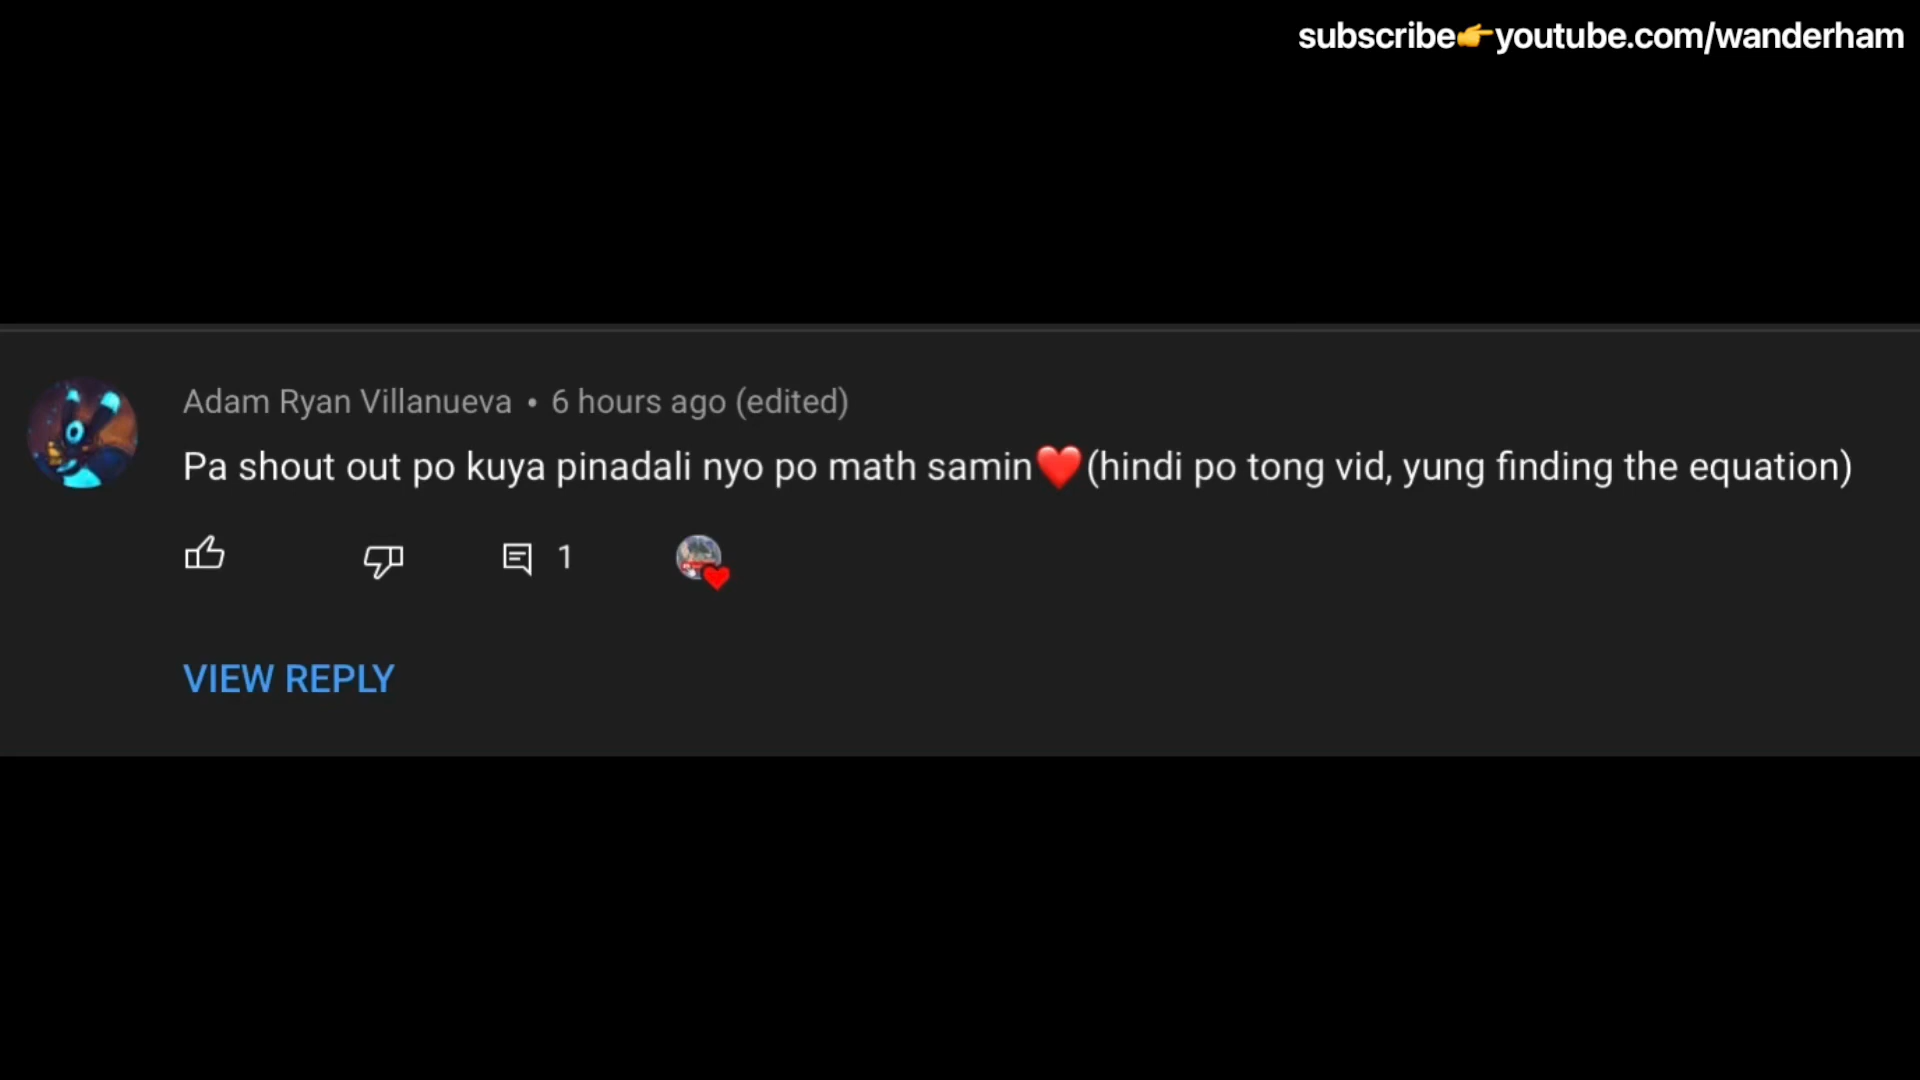 subscribe👉youtube.com/wanderham
Adam Ryan Villanueva • 6 hours ago (edited)
Pa shout out po kuya pinadali nyo po math samin❤️(hindi po tong vid, yung finding the equation)
1
VIEW REPLY